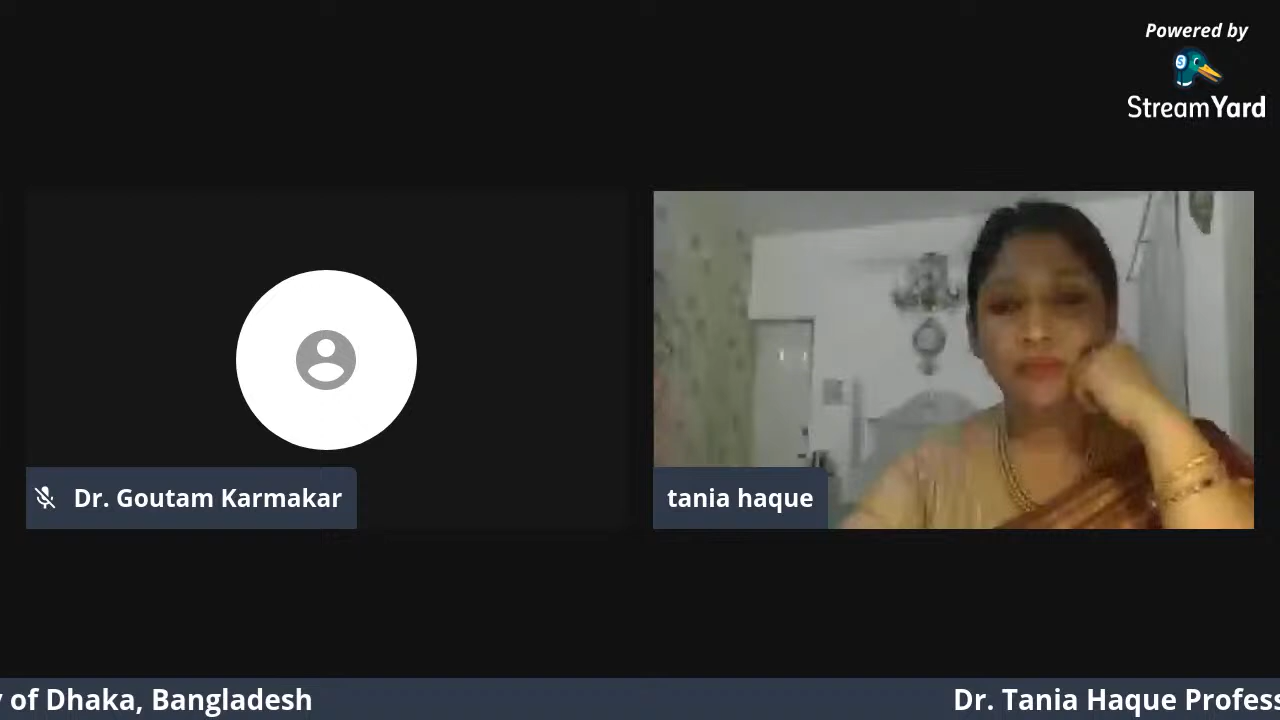 Powered by
StreamYard
Dr. Goutam Karmakar
tania haque
of Dhaka, Bangladesh
Dr. Tania Haque